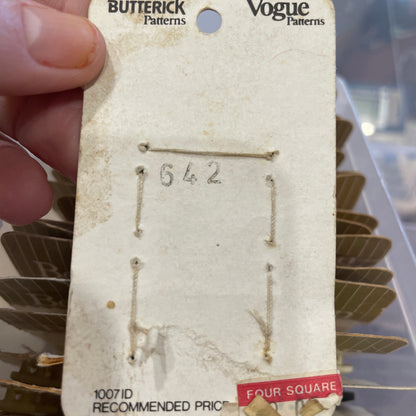 BUTTERICK Vogue
Patterns Patterns
642
1007 ID
RECOMMENDED PRICE
FOUR SQUARE